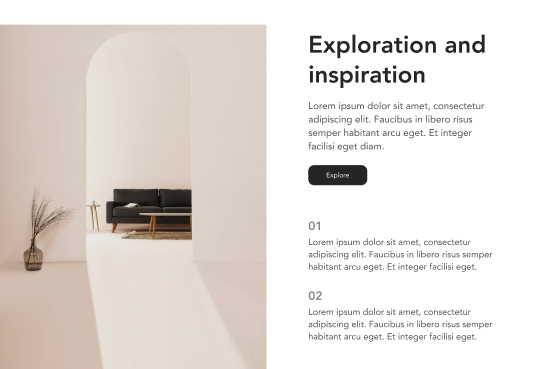 Exploration and
inspiration
Lorem ipsum dolor sit amet, consectetur
adipiscing elit. Faucibus in libero risus
semper habitant arcu eget. Et integer
facilisi eget diam.
Explore
01
Lorem ipsum dolor sit amet, consectetur
adipiscing elit. Faucibus in libero risus semper
habitant arcu eget. Et integer facilisi eget.
02
Lorem ipsum dolor sit amet, consectetur
adipiscing elit. Faucibus in libero risus semper
habitant arcu eget. Et integer facilisi eget.